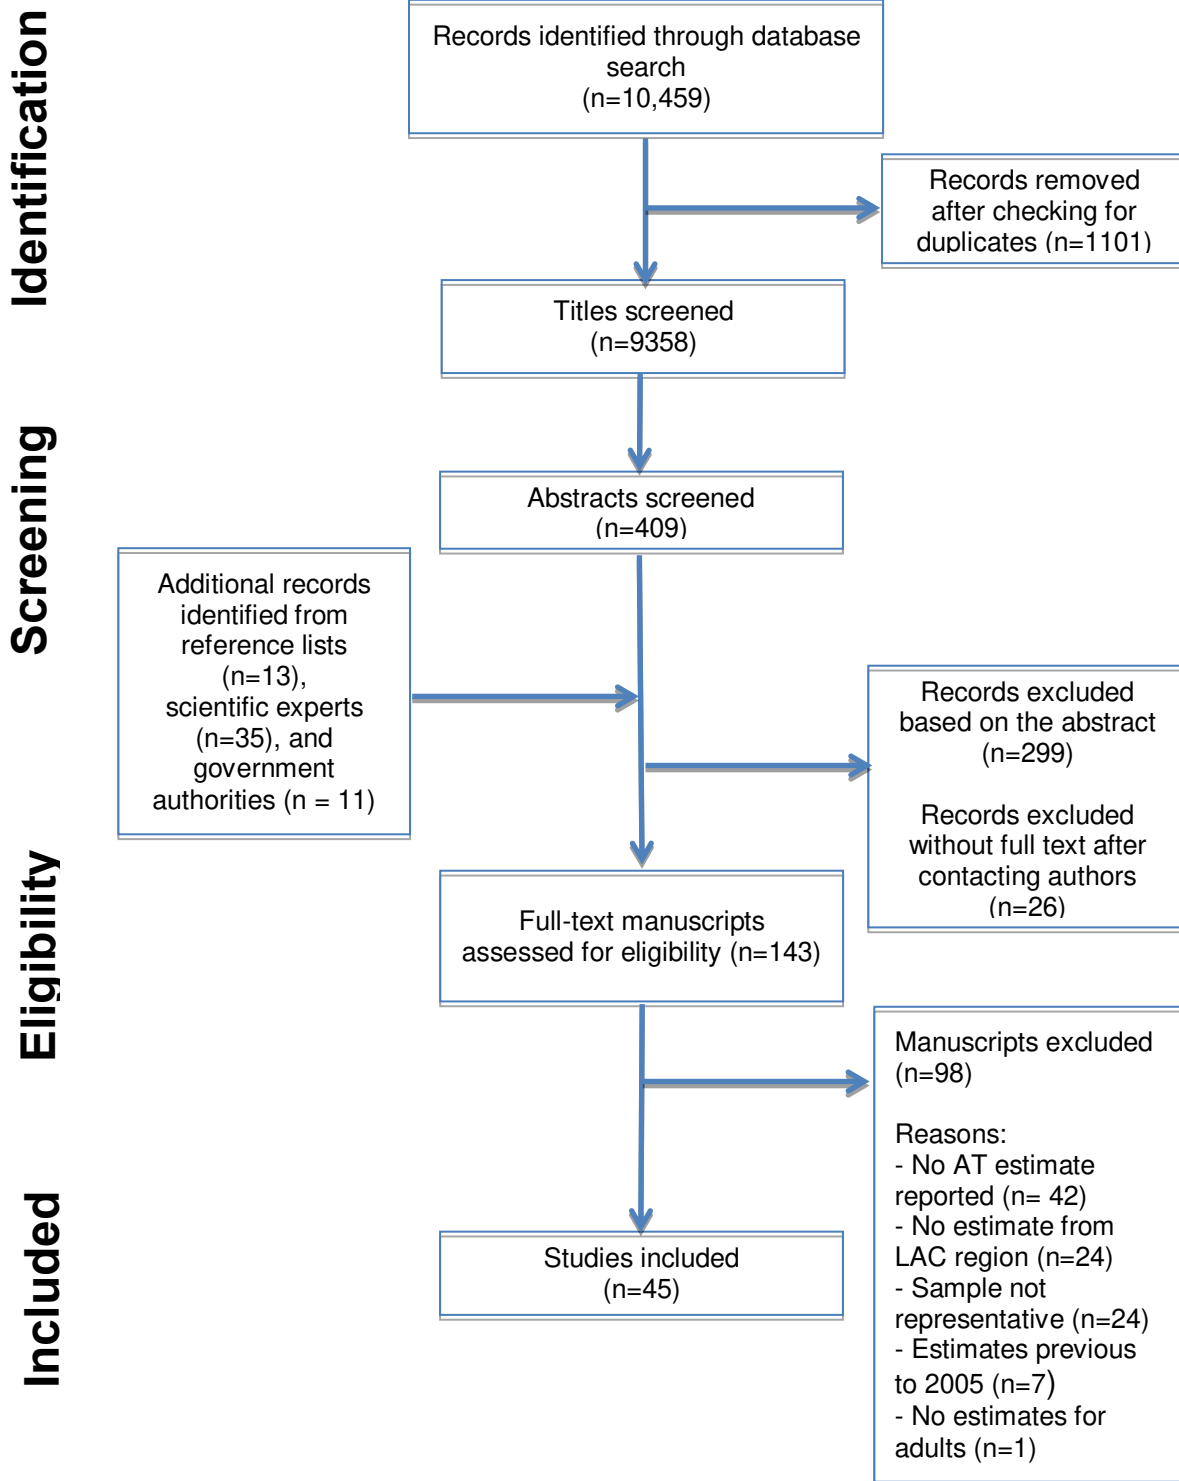 Identification
Records identified through database
search
(n=10,459)
Records removed
after checking for
duplicates (n=1101)
Titles screened
(n=9358)
Screening
Abstracts screened
(n=409)
Additional records
identified from
reference lists
(n=13),
scientific experts
(n=35), and
government
authorities (n = 11)
Records excluded
based on the abstract
(n=299)
Records excluded
without full text after
contacting authors
(n=26)
Eligibility
Full-text manuscripts
assessed for eligibility (n=143)
Manuscripts excluded
(n=98)
Reasons:
- No AT estimate
reported (n= 42)
- No estimate from
LAC region (n=24)
- Sample not
representative (n=24)
- Estimates previous
to 2005 (n=7)
- No estimates for
adults (n=1)
Included
Studies included
(n=45)